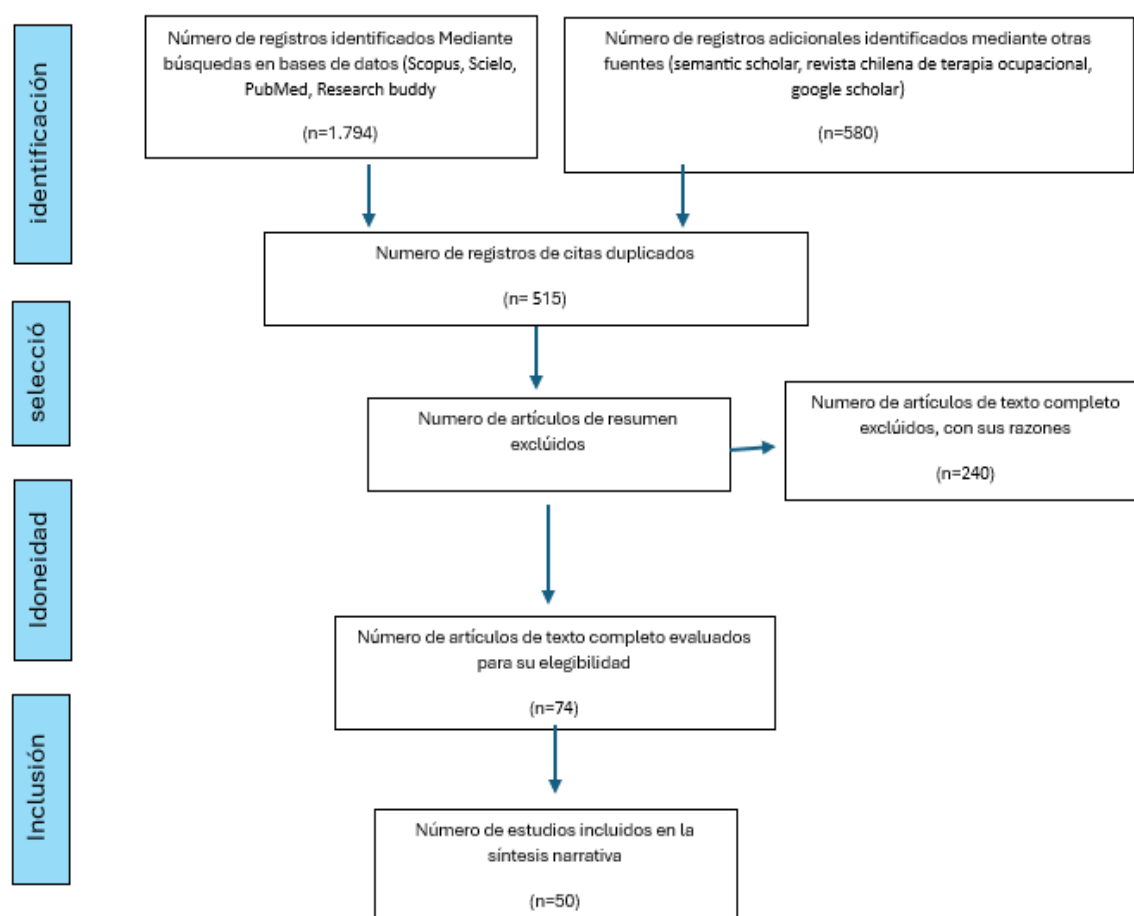 identificación
Número de registros identificados Mediante
búsquedas en bases de datos (Scopus, Scielo,
PubMed, Research buddy
(n=1.794)
Número de registros adicionales identificados mediante
otras fuentes (semantic scholar, revista chilena de terapia ocupacional,
google scholar)
(n=580)
Numero de registros de citas duplicados
(n= 515)
selecció
Numero de artículos de resumen
exclúidos
Numero de artículos de texto completo
exclúidos, con sus razones
(n=240)
Idoneidad
Número de artículos de texto completo evaluados
para su elegibilidad
(n=74)
Inclusión
Número de estudios incluidos en la
síntesis narrativa
(n=50)